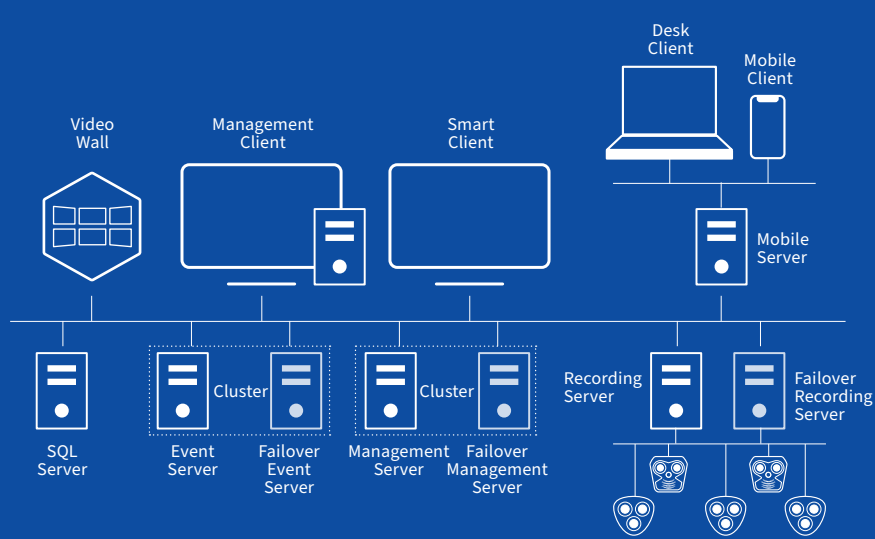 Desk
Client
Mobile
Client
Video
Wall
Management
Client
Smart
Client
Mobile
Server
Cluster
Cluster
Recording
Server
Failover
Recording
Server
SQL
Server
Event
Server
Failover
Event
Server
Management
Server
Failover
Management
Server